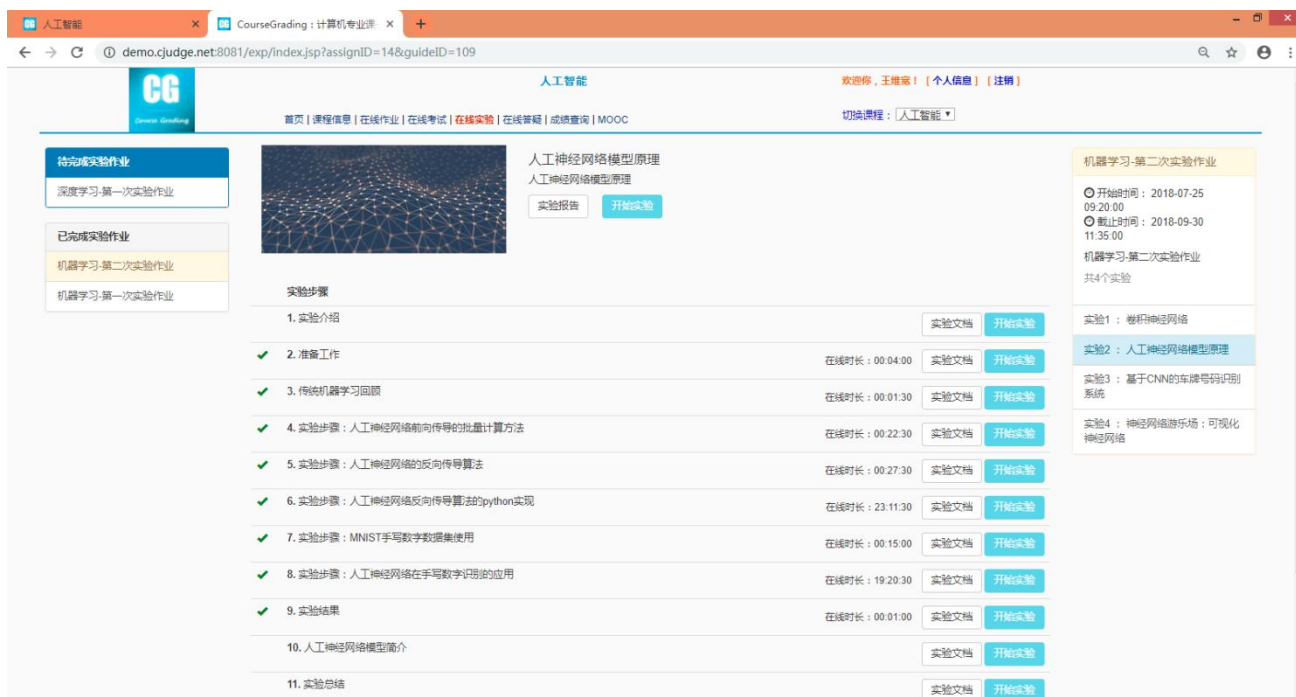 人工智能
CourseGrading：计算机专业课
demo.cjudge.net:8081/exp/index.jsp?assignID=14&guideID=109
CG
Course Grading
人工智能
欢迎你，王维宽！ [ 个人信息 ] [ 注销 ]
首页 | 课程信息 | 在线作业 | 在线考试 | 在线实验 | 在线答疑 | 成绩查询 | MOOC
切换课程： 人工智能
待完成实验作业
深度学习-第一次实验作业
已完成实验作业
机器学习-第二次实验作业
机器学习-第一次实验作业
人工神经网络模型原理
人工神经网络模型原理
实验报告 开始实验
实验步骤
1. 实验介绍 实验文档 开始实验
2. 准备工作 在线时长：00:04:00 实验文档 开始实验
3. 传统机器学习回顾 在线时长：00:01:30 实验文档 开始实验
4. 实验步骤：人工神经网络前向传导的批量计算方法 在线时长：00:22:30 实验文档 开始实验
5. 实验步骤：人工神经网络的反向传导算法 在线时长：00:27:30 实验文档 开始实验
6. 实验步骤：人工神经网络反向传导算法的python实现 在线时长：23:11:30 实验文档 开始实验
7. 实验步骤：MNIST手写数字数据集使用 在线时长：00:15:00 实验文档 开始实验
8. 实验步骤：人工神经网络在手写数字识别的应用 在线时长：19:20:30 实验文档 开始实验
9. 实验结果 在线时长：00:01:00 实验文档 开始实验
10. 人工神经网络模型简介 实验文档 开始实验
11. 实验总结 实验文档 开始实验
机器学习-第二次实验作业
开始时间： 2018-07-25
09:20:00
截止时间： 2018-09-30
11:35:00
机器学习-第二次实验作业
共4个实验
实验1 ： 卷积神经网络
实验2 ： 人工神经网络模型原理
实验3 ： 基于CNN的车牌号码识别
系统
实验4 ： 神经网络游乐场：可视化
神经网络